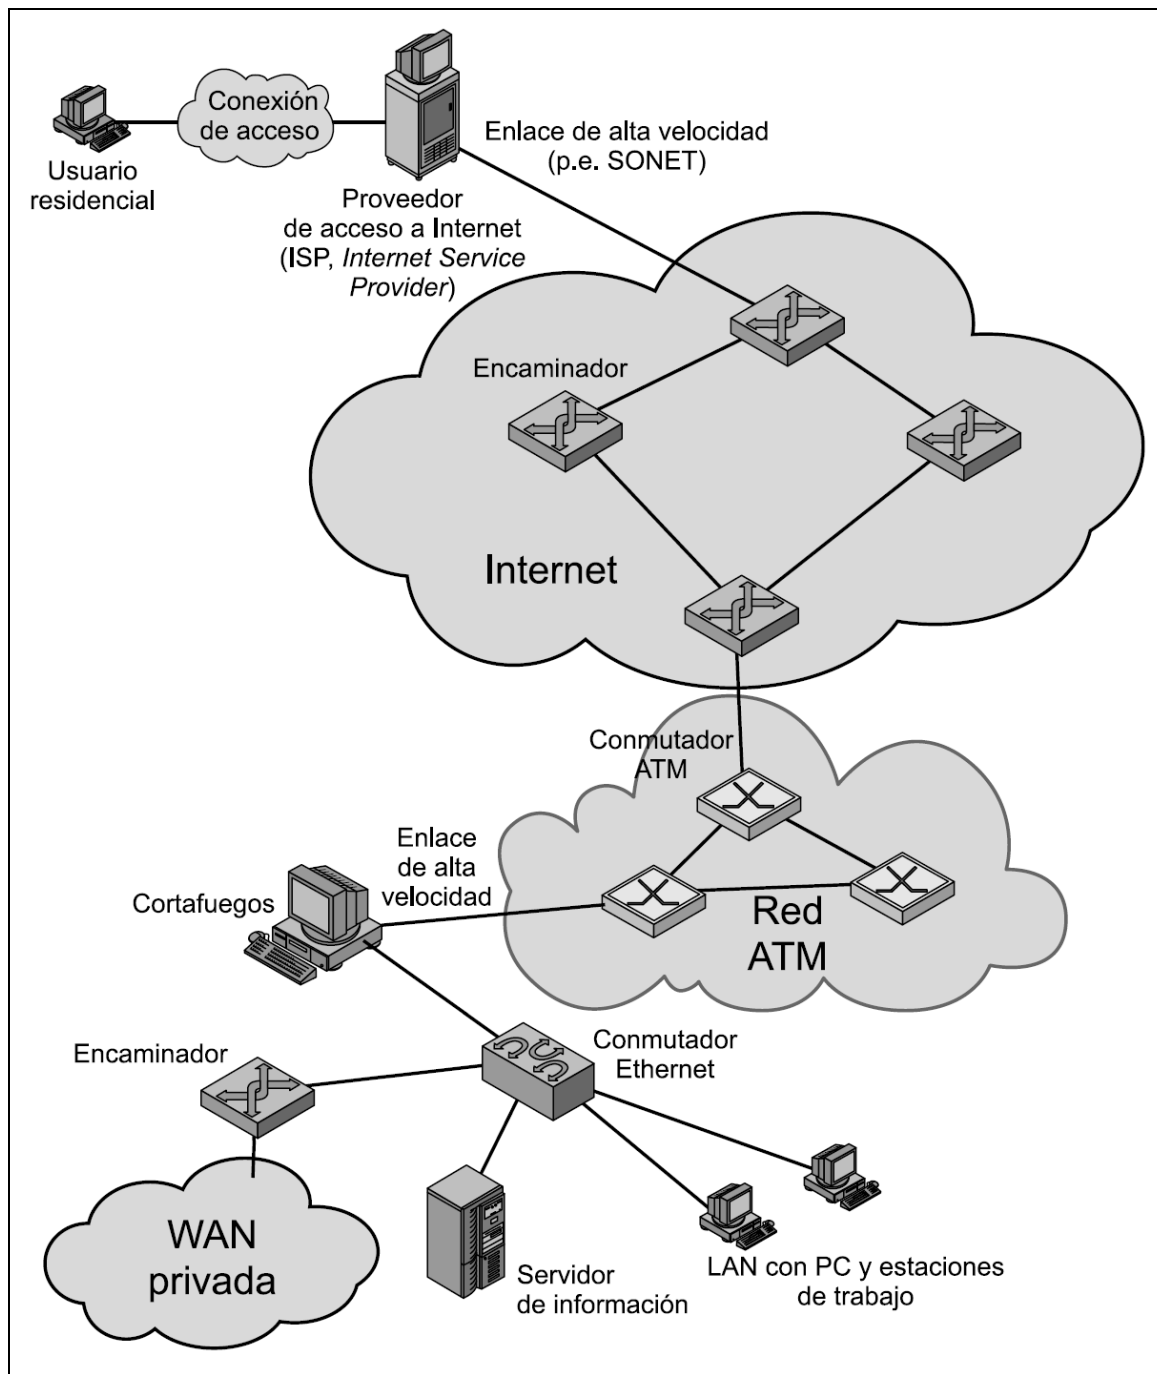 Conexión
de acceso
Usuario
residencial
Enlace de alta velocidad
(p.e. SONET)
Proveedor
de acceso a Internet
(ISP, Internet Service
Provider)
Encaminador
Internet
Conmutador
ATM
Enlace
de alta
velocidad
Cortafuegos
Red
ATM
Encaminador
Conmutador
Ethernet
WAN
privada
Servidor
de información
LAN con PC y estaciones
de trabajo